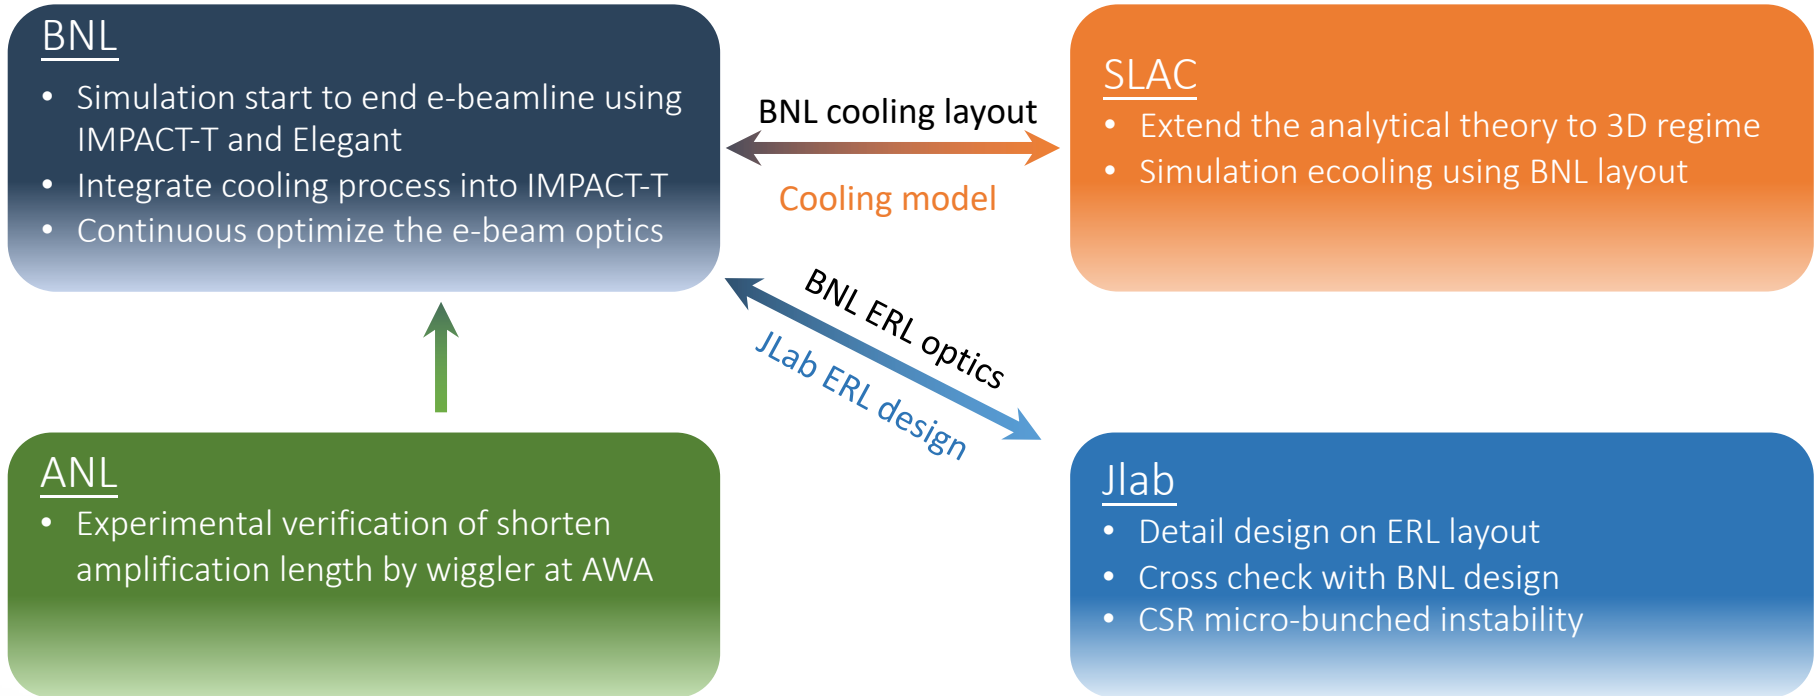 BNL
• Simulation start to end e-beamline using
IMPACT-T and Elegant
• Integrate cooling process into IMPACT-T
• Continuous optimize the e-beam optics
BNL cooling layout
Cooling model
SLAC
• Extend the analytical theory to 3D regime
• Simulation ecooling using BNL layout
BNL ERL optics
JLab ERL design
ANL
• Experimental verification of shorten
amplification length by wiggler at AWA
Jlab
• Detail design on ERL layout
• Cross check with BNL design
• CSR micro-bunched instability